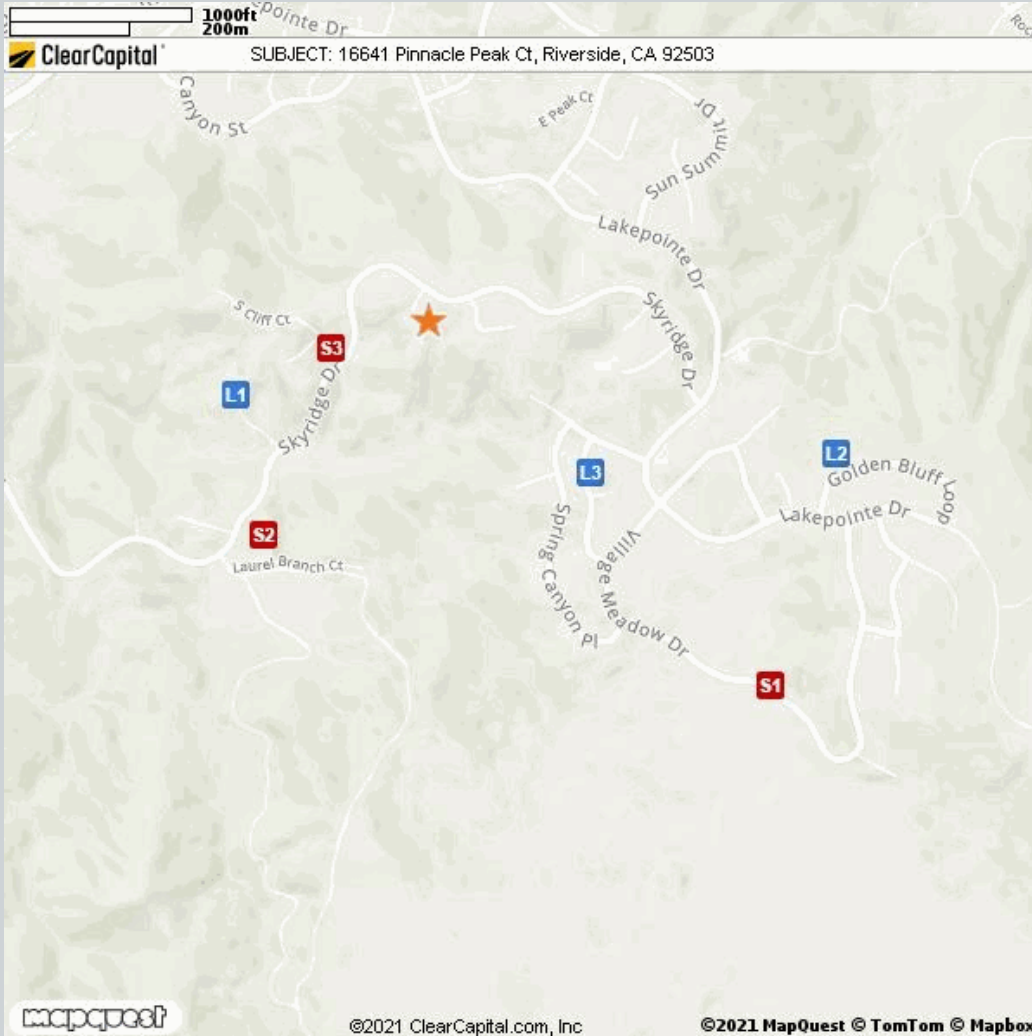 1000ft
200m
kepointe Dr
ClearCapital
SUBJECT: 16641 Pinnacle Peak Ct, Riverside, CA 92503
Canyon St
E Peak Ct
Sun Summit Dr
Lakepointe Dr
S Cliff Ct
S3
Skyridge Dr
L1
Skyridge Dr
L3
L2
Golden Bluff Loop
Lakepointe Dr
S2
Laurel Branch Ct
Spring Canyon Pl
Village Meadow Dr
S1
mapquest
©2021 ClearCapital.com, Inc
©2021 MapQuest © TomTom © Mapbox